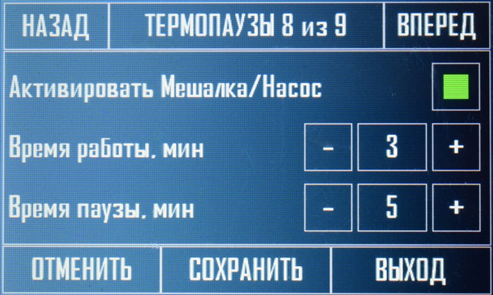 НАЗАД ТЕРМОПАУЗЫ 8 из 9 ВПЕРЕД
Активировать Мешалка/Насос
Время работы, мин - 3 +
Время паузы, мин - 5 +
ОТМЕНИТЬ СОХРАНИТЬ ВЫХОД